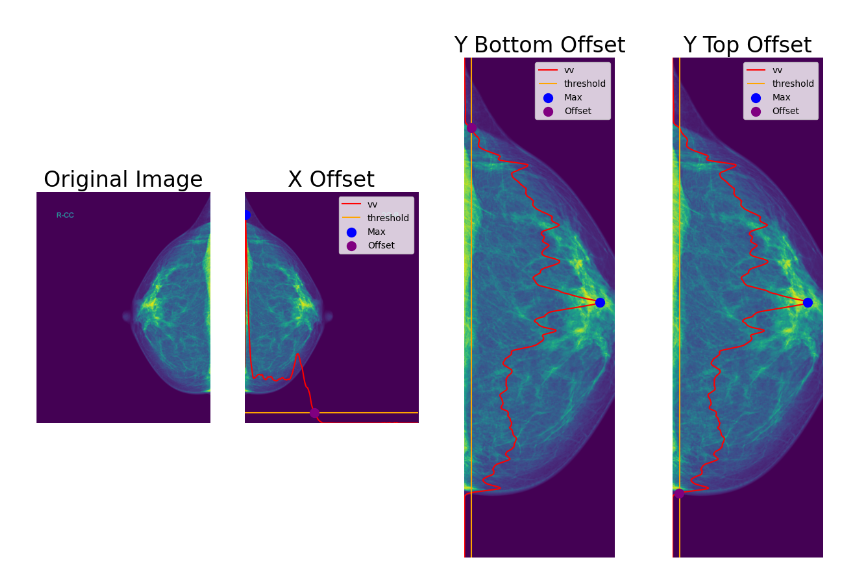 Original Image
R-CC
X Offset
vv
threshold
Max
Offset
Y Bottom Offset
vv
threshold
Max
Offset
Y Top Offset
vv
threshold
Max
Offset